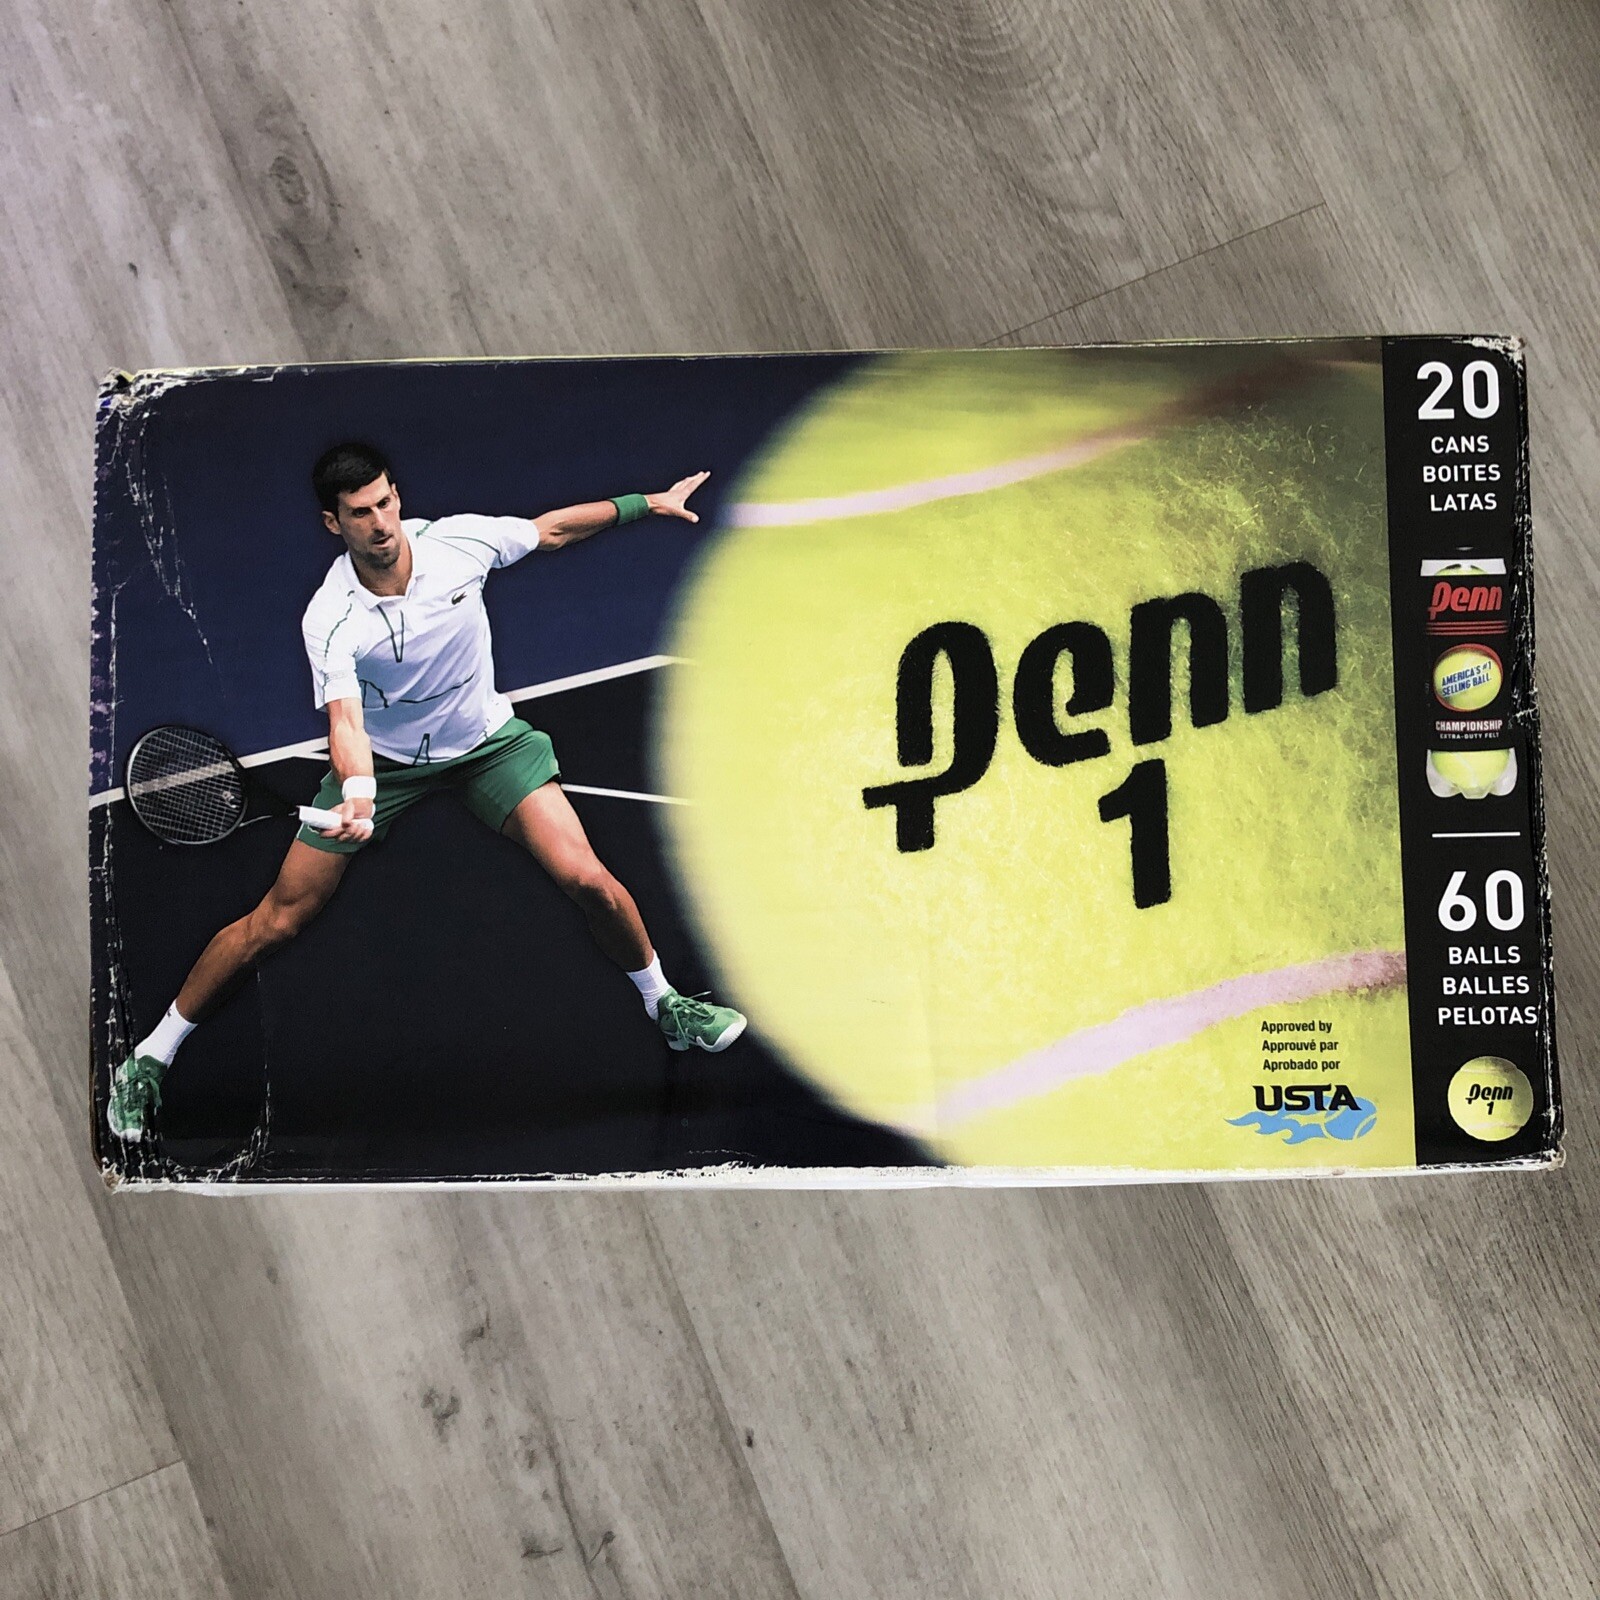 Penn
1
Approved by
Approuvé par
Aprobado por
USTA
20
CANS
BOITES
LATAS
Penn
AMERICA'S #1
SELLING BALL.
CHAMPIONSHIP
EXTRA-DUTY FELT
60
BALLS
BALLES
PELOTAS
Penn
1